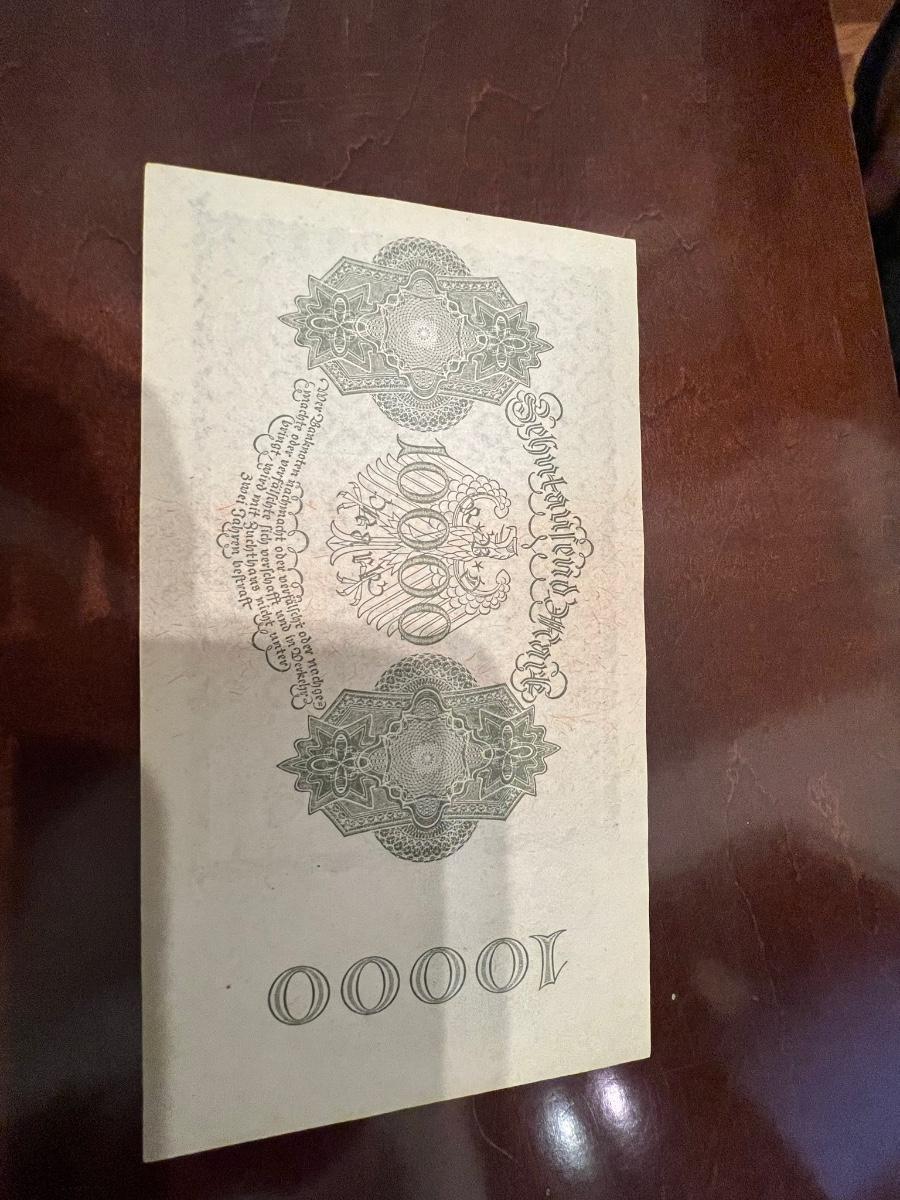 Zehntausend Mark
10000
Mark
Wer Banknoten nachmacht oder verfälscht oder nachge-
machte oder verfälschte sich verschafft und in Verkehr
bringt, wird mit Zuchthaus nicht unter
zwei Jahren bestraft
10000